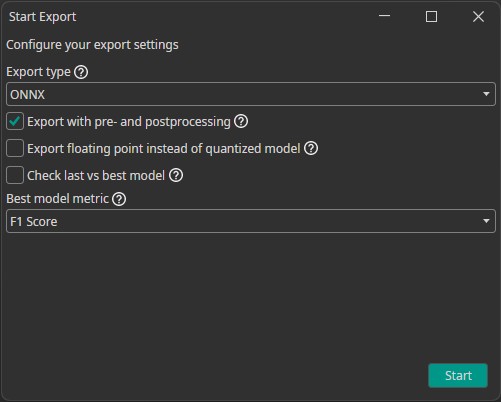 Start Export
Configure your export settings
Export type ?
ONNX
Export with pre- and postprocessing ?
Export floating point instead of quantized model ?
Check last vs best model ?
Best model metric ?
F1 Score
Start